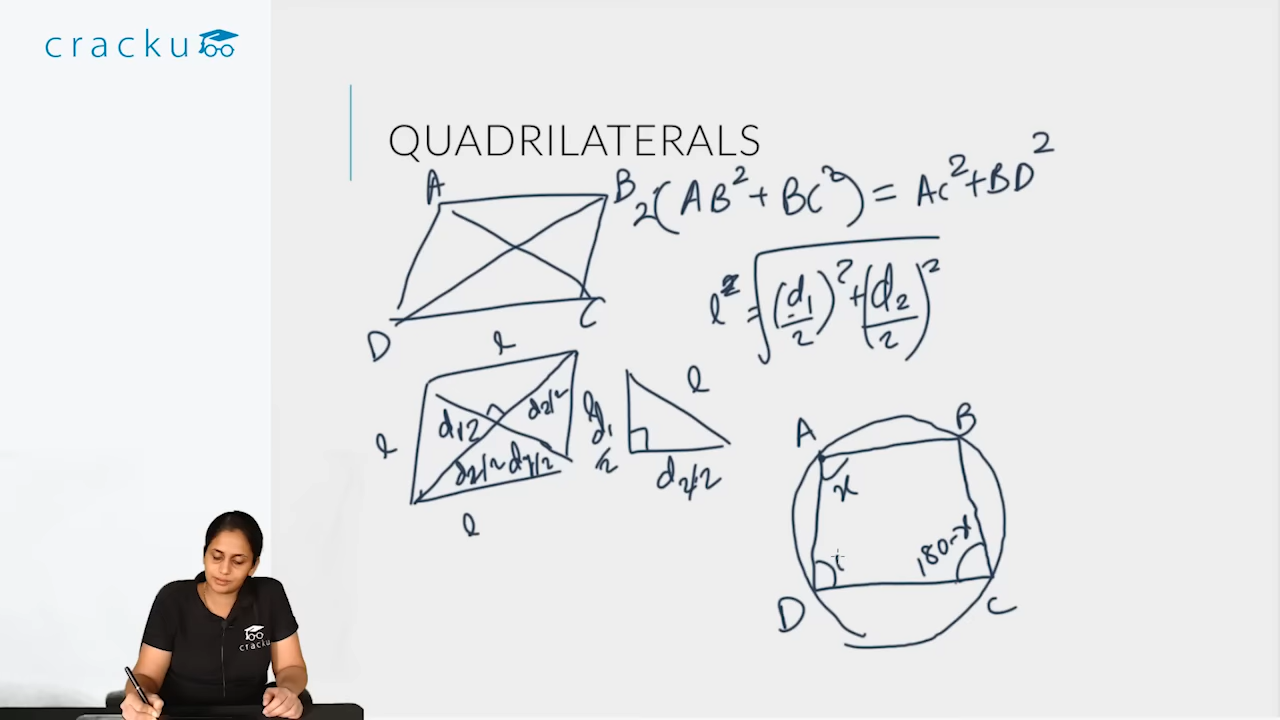 cracku
QUADRILATERALS
A
B
2(AB² + BC²) = AC² + BD²
D
C
l = √((d₁/2)² + (d₂/2)²)
l
l
d₁/2
d₂/2
d₂/2
d₁/2
l
l
l
d₁/2
d₂/2
A
B
x
180-x
D
C
cracku